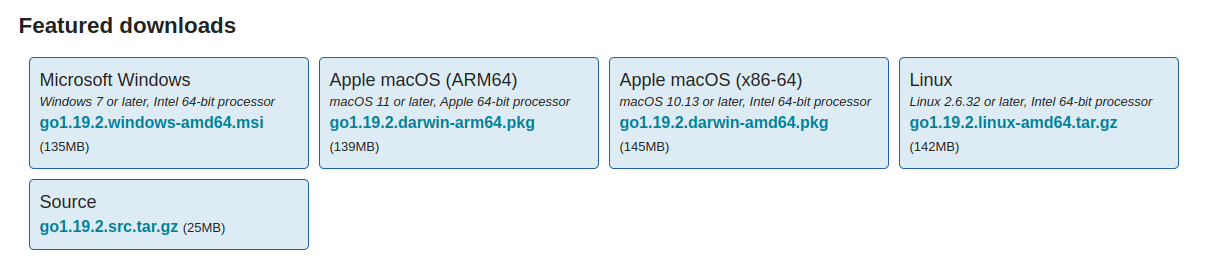 Featured downloads
Microsoft Windows
Windows 7 or later, Intel 64-bit processor
go1.19.2.windows-amd64.msi
(135MB)
Apple macOS (ARM64)
macOS 11 or later, Apple 64-bit processor
go1.19.2.darwin-arm64.pkg
(139MB)
Apple macOS (x86-64)
macOS 10.13 or later, Intel 64-bit processor
go1.19.2.darwin-amd64.pkg
(145MB)
Linux
Linux 2.6.32 or later, Intel 64-bit processor
go1.19.2.linux-amd64.tar.gz
(142MB)
Source
go1.19.2.src.tar.gz (25MB)